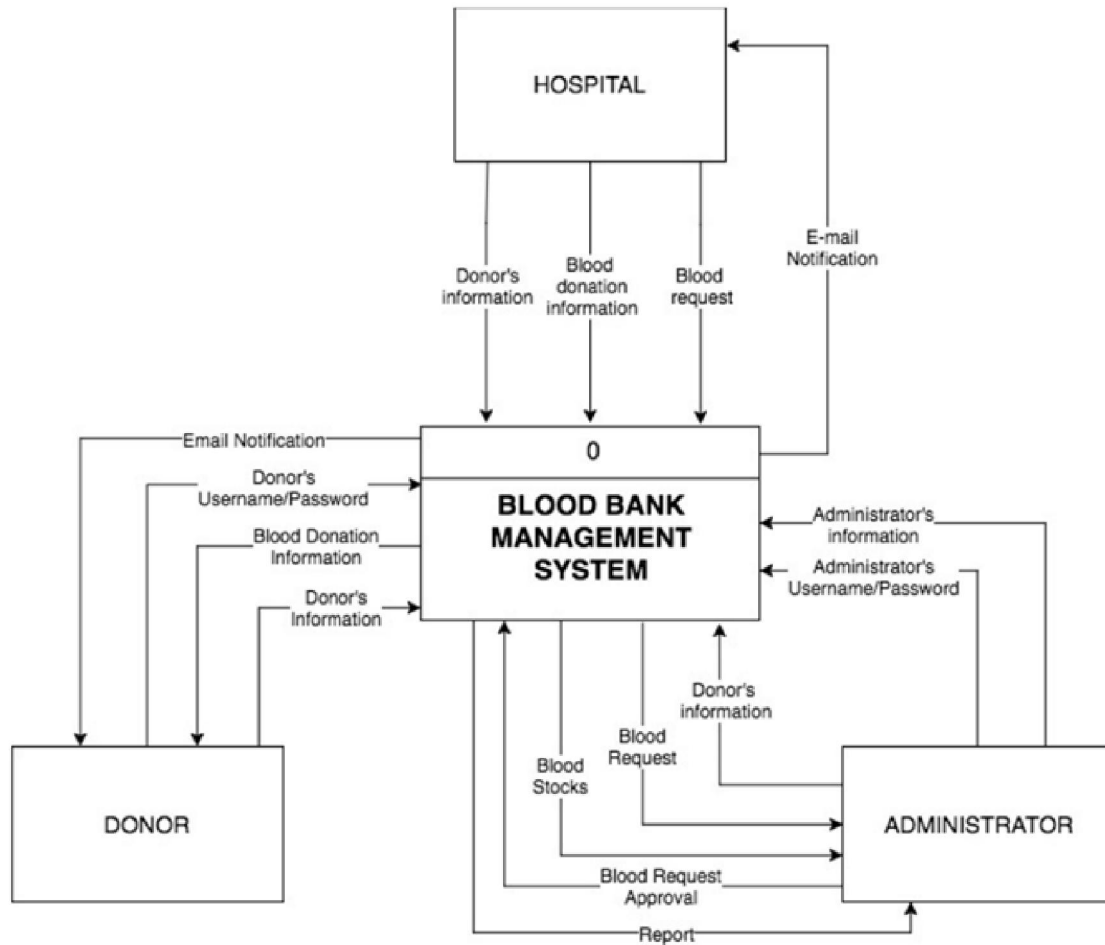 HOSPITAL
E-mail
Notification
Donor's
information
Blood
donation
information
Blood
request
Email Notification
0
Donor's
Username/Password
BLOOD BANK
MANAGEMENT
SYSTEM
Administrator's
information
Blood Donation
Information
Administrator's
Username/Password
Donor's
Information
Donor's
information
Blood
Request
Blood
Stocks
DONOR
ADMINISTRATOR
Blood Request
Approval
Report